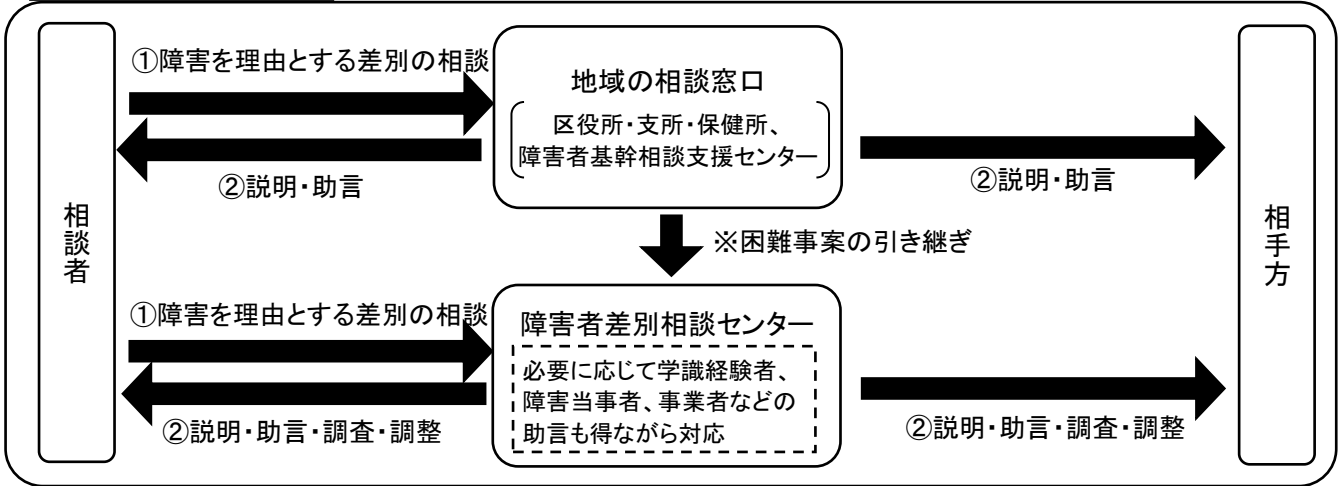 相談者
①障害を理由とする差別の相談
②説明・助言
地域の相談窓口
区役所・支所・保健所、
障害者基幹相談支援センター
②説明・助言
※困難事案の引き継ぎ
①障害を理由とする差別の相談
②説明・助言・調査・調整
障害者差別相談センター
必要に応じて学識経験者、
障害当事者、事業者などの
助言も得ながら対応
②説明・助言・調査・調整
相手方